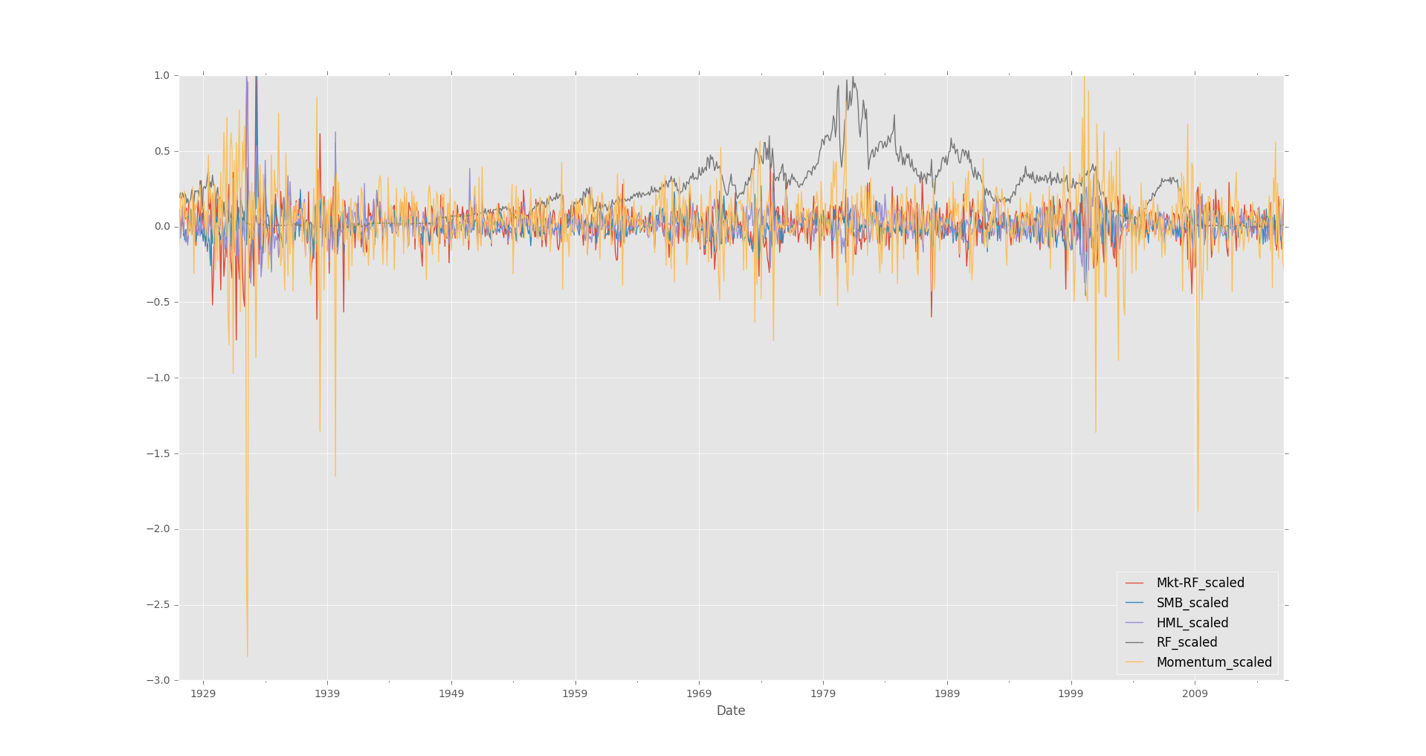 1.0
0.5
0.0
−0.5
−1.0
−1.5
−2.0
−2.5
−3.0
1929 1939 1949 1959 1969 1979 1989 1999 2009
Date
Mkt-RF_scaled
SMB_scaled
HML_scaled
RF_scaled
Momentum_scaled